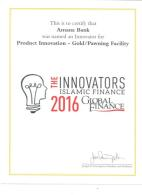 This is to certify that
Amana Bank
was named an Innovator for
Product Innovation - Gold/Pawning Facility
THE INNOVATORS
ISLAMIC FINANCE
2016 GLOBAL FINANCE